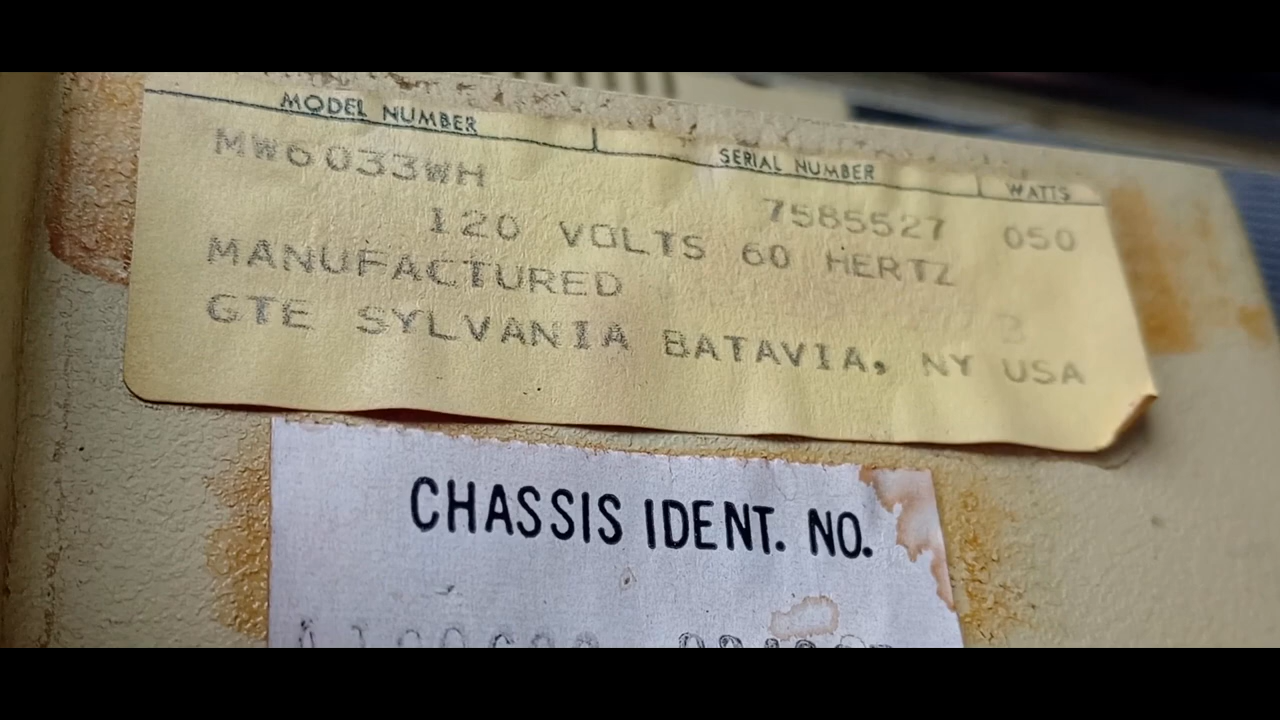 MODEL NUMBER SERIAL NUMBER WATTS
MW6033WH 7585527 050
120 VOLTS 60 HERTZ
MANUFACTURED
GTE SYLVANIA BATAVIA, NY USA
CHASSIS IDENT. NO.